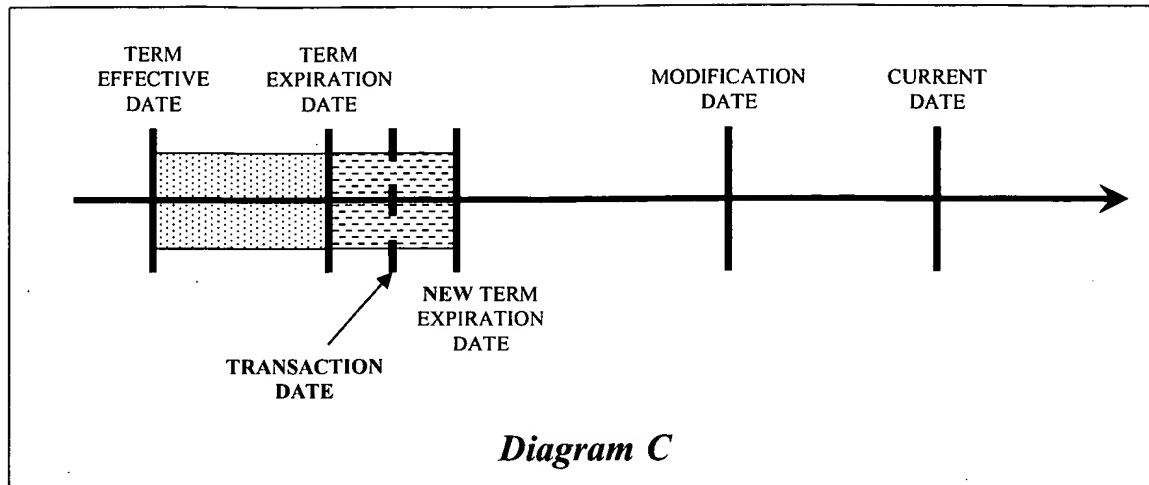 TERM
EFFECTIVE
DATE
TERM
EXPIRATION
DATE
MODIFICATION
DATE
CURRENT
DATE
NEW TERM
EXPIRATION
DATE
TRANSACTION
DATE
Diagram C